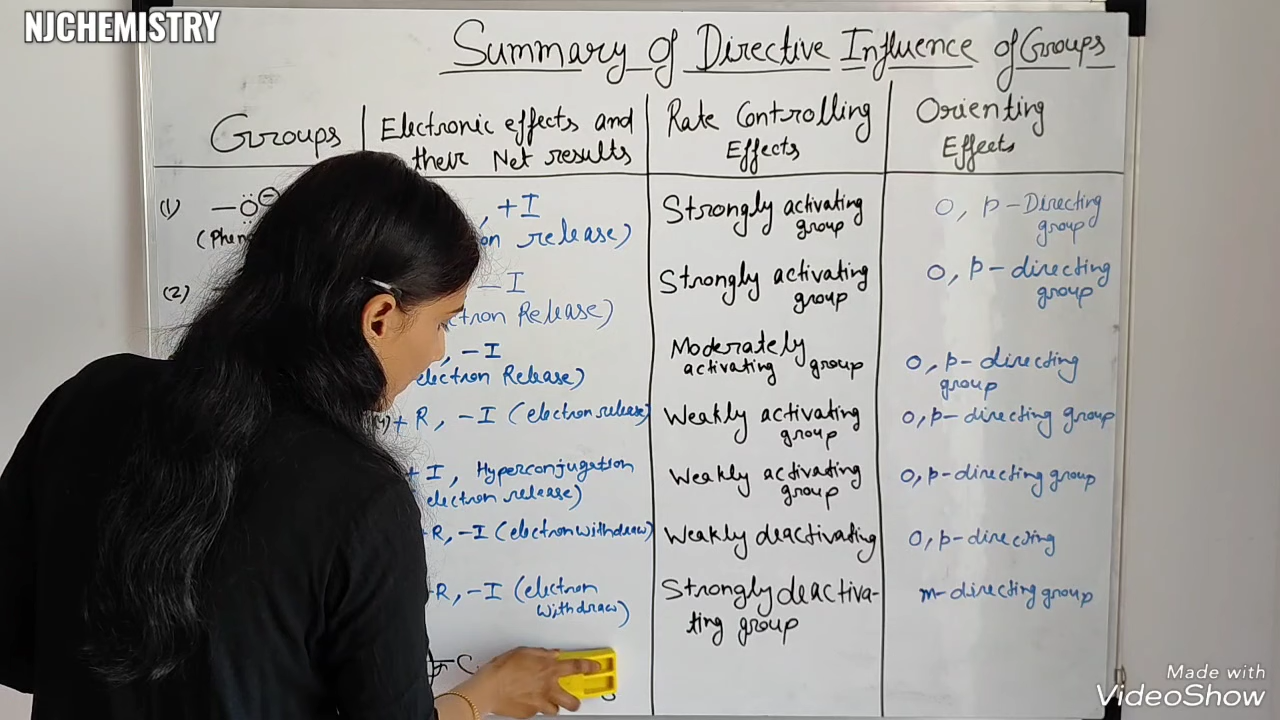 NJCHEMISTRY
Summary of Directive Influence of Groups
Groups
Electronic effects and
their Net results
Rate Controlling
Effects
Orienting
Effects
(1) –Ö⊖
, +I
release)
Strongly activating
group
O, p-Directing
group
(2)
– I
Release)
Strongly activating
group
O, p-directing
group
, –I
electron Release)
Moderately
activating group
O, p-directing
group
+ R, –I (electron release)
Weakly activating
group
O, p-directing group
+ I, Hyperconjugation
electron release)
Weakly activating
group
O, p-directing group
R, –I (electron withdraw)
Weakly deactivating
O, p-direcing
R, –I (electron
withdraw)
Strongly deactiva-
ting group
m-directing group
Made with
VideoShow